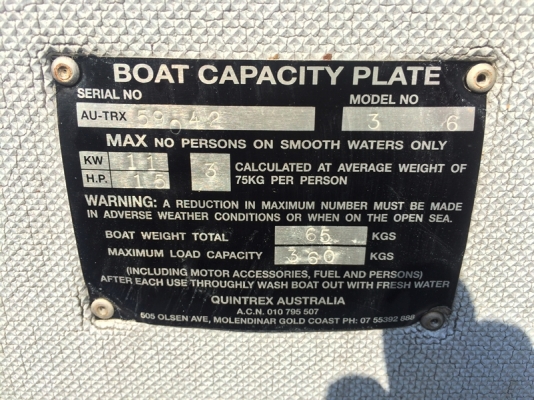 BOAT CAPACITY PLATE
SERIAL NO MODEL NO
AU-TRX 59542 3 6
MAX NO PERSONS ON SMOOTH WATERS ONLY
KW 11 3 CALCULATED AT AVERAGE WEIGHT OF
H.P. 15 75KG PER PERSON
WARNING: A REDUCTION IN MAXIMUM NUMBER MUST BE MADE
IN ADVERSE WEATHER CONDITIONS OR WHEN ON THE OPEN SEA.
BOAT WEIGHT TOTAL 65 KGS
MAXIMUM LOAD CAPACITY 360 KGS
(INCLUDING MOTOR ACCESSORIES, FUEL AND PERSONS)
AFTER EACH USE THROUGHLY WASH BOAT OUT WITH FRESH WATER
QUINTREX AUSTRALIA
A.C.N. 010 795 507
505 OLSEN AVE, MOLENDINAR GOLD COAST PH: 07 55392 888